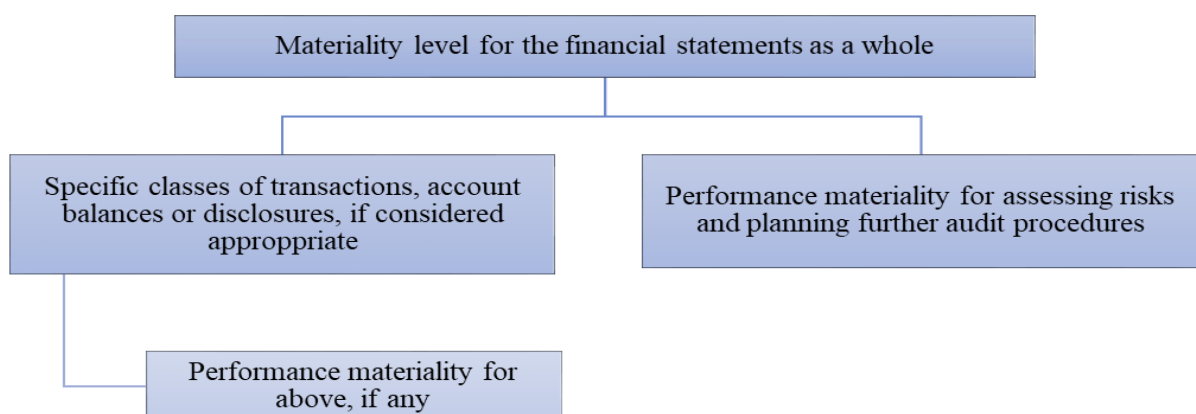 Materiality level for the financial statements as a whole
Specific classes of transactions, account
balances or disclosures, if considered
approppriate
Performance materiality for assessing risks
and planning further audit procedures
Performance materiality for
above, if any